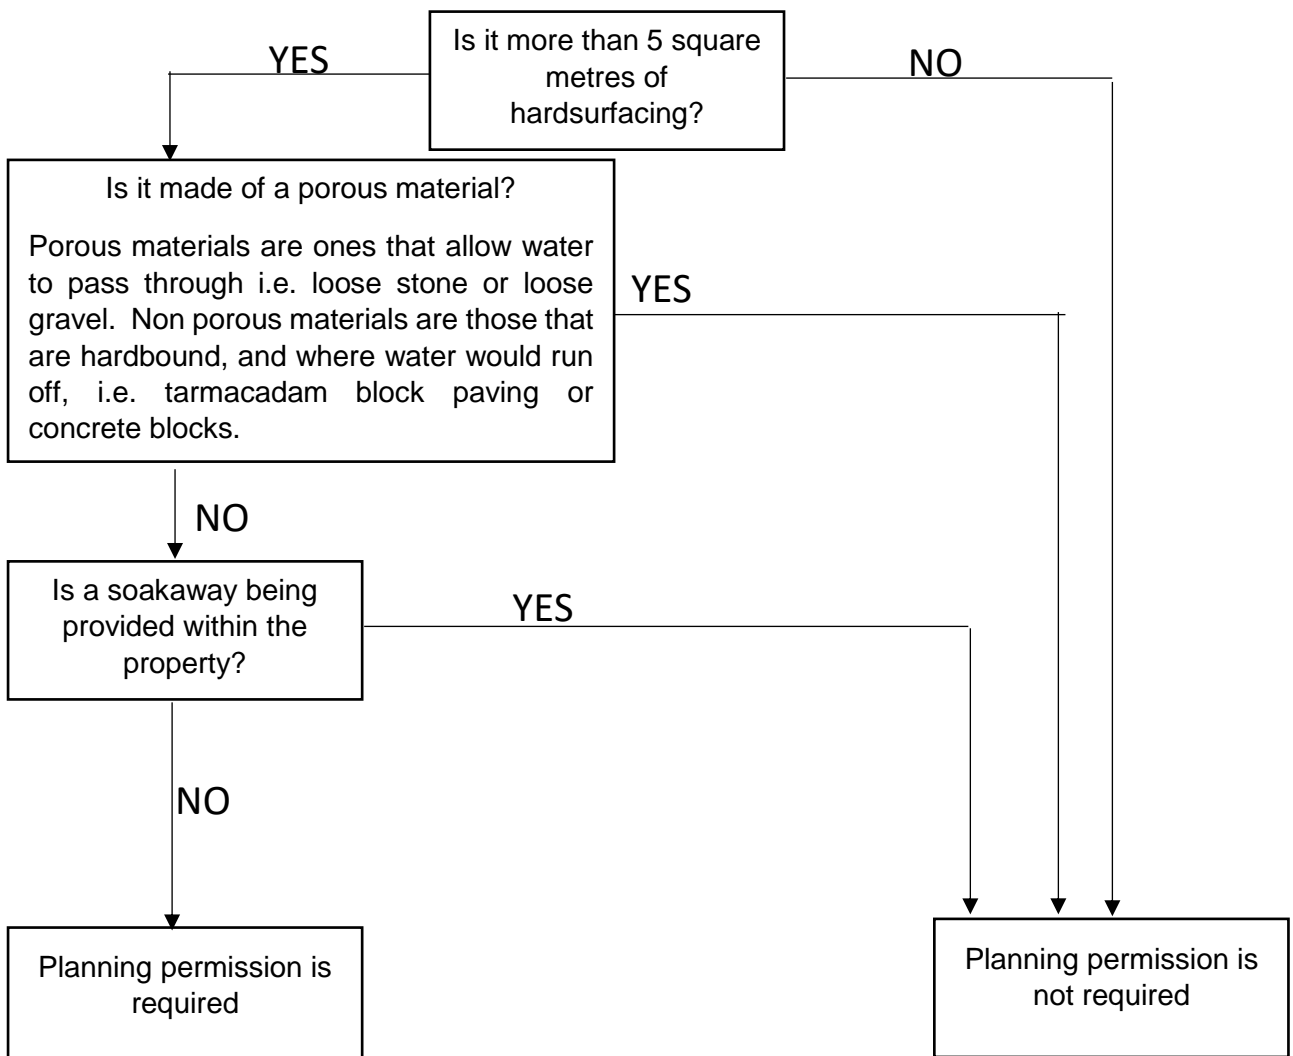 Is it more than 5 square
metres of
hardsurfacing?
YES
NO
Is it made of a porous material?
Porous materials are ones that allow water
to pass through i.e. loose stone or loose
gravel. Non porous materials are those that
are hardbound, and where water would run
off, i.e. tarmacadam block paving or
concrete blocks.
YES
NO
Is a soakaway being
provided within the
property?
YES
NO
Planning permission is
required
Planning permission is
not required